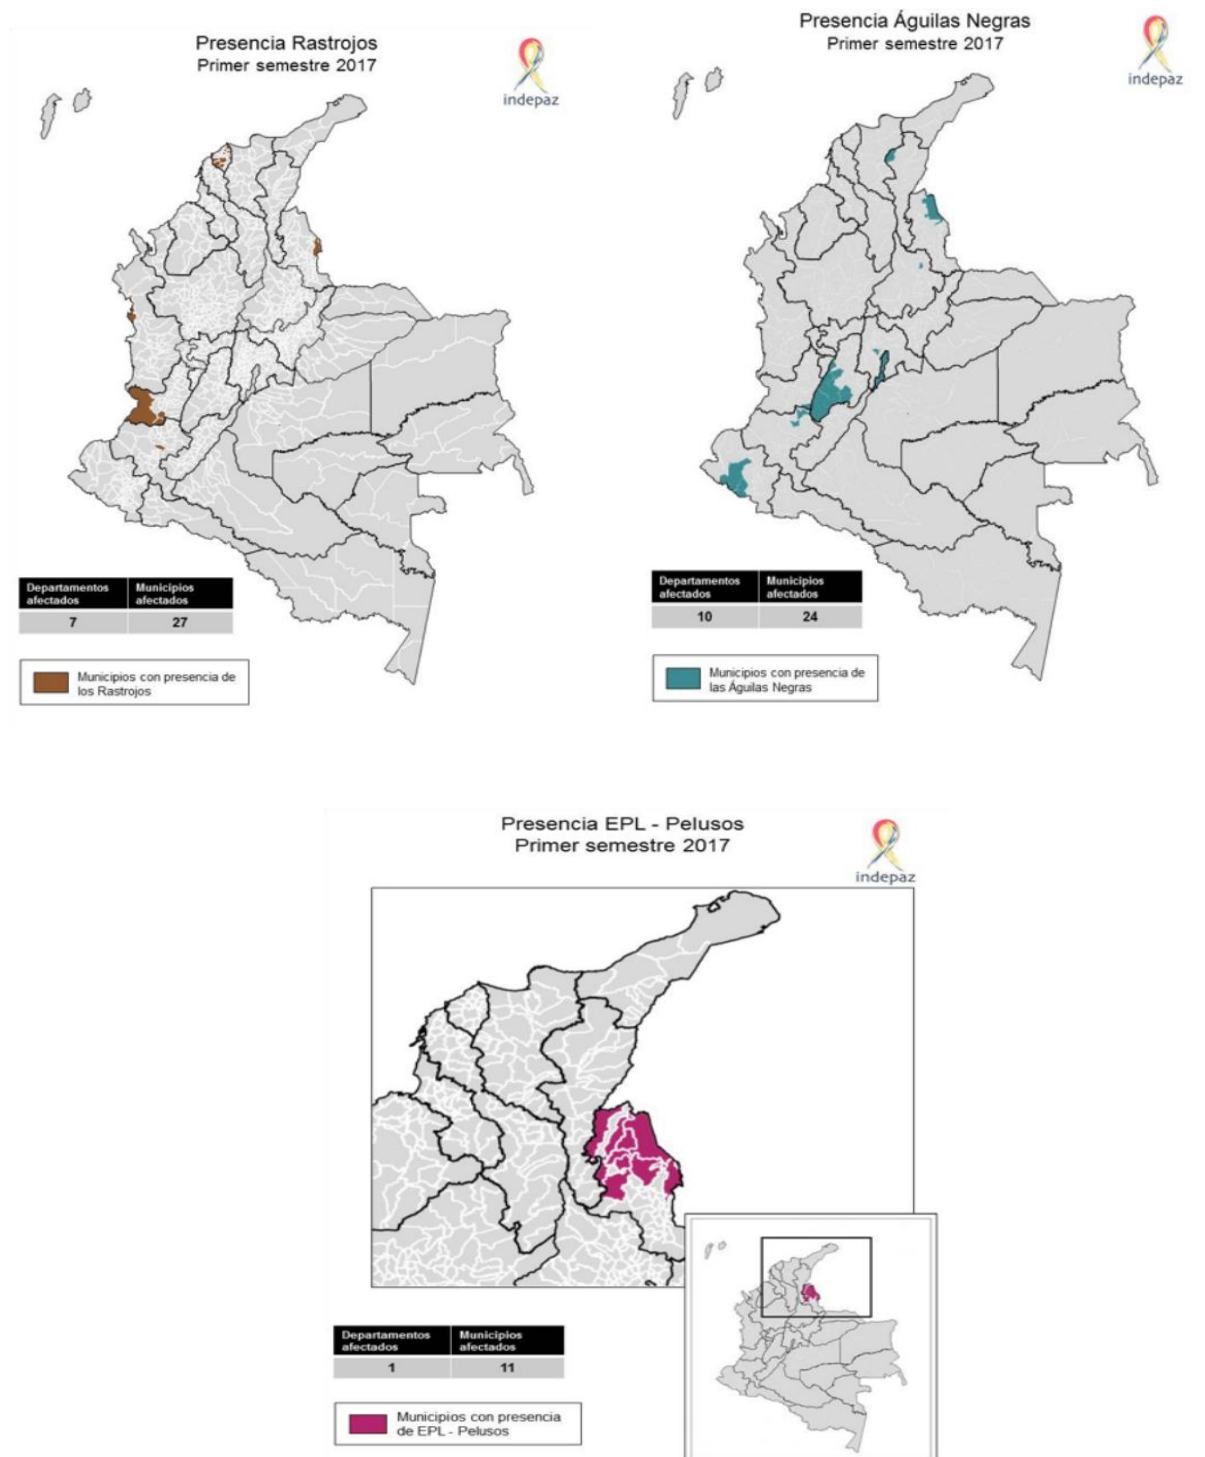 Presencia Rastrojos
Primer semestre 2017
indepaz
Departamentos afectados
Municipios afectados
7
27
Municipios con presencia de
los Rastrojos
Presencia Águilas Negras
Primer semestre 2017
indepaz
Departamentos afectados
Municipios afectados
10
24
Municipios con presencia de
las Águilas Negras
Presencia EPL - Pelusos
Primer semestre 2017
indepaz
Departamentos afectados
Municipios afectados
1
11
Municipios con presencia
de EPL - Pelusos